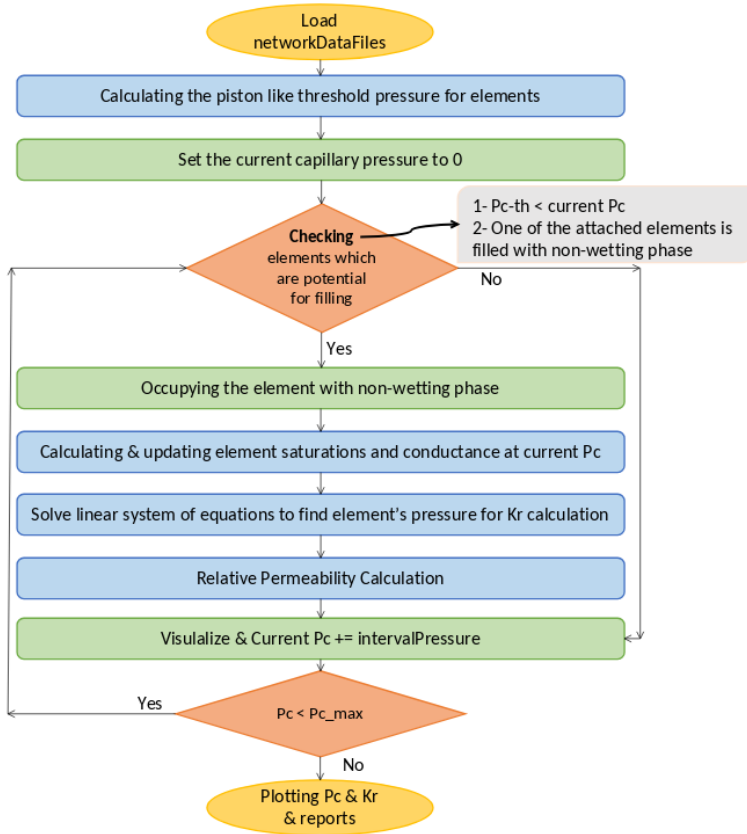 Load
networkDataFiles
Calculating the piston like threshold pressure for elements
Set the current capillary pressure to 0
Checking
elements which
are potential
for filling
1- Pc-th < current Pc
2- One of the attached elements is
filled with non-wetting phase
No
Yes
Occupying the element with non-wetting phase
Calculating & updating element saturations and conductance at current Pc
Solve linear system of equations to find element's pressure for Kr calculation
Relative Permeability Calculation
Visulalize & Current Pc += intervalPressure
Yes
Pc < Pc_max
No
Plotting Pc & Kr
& reports